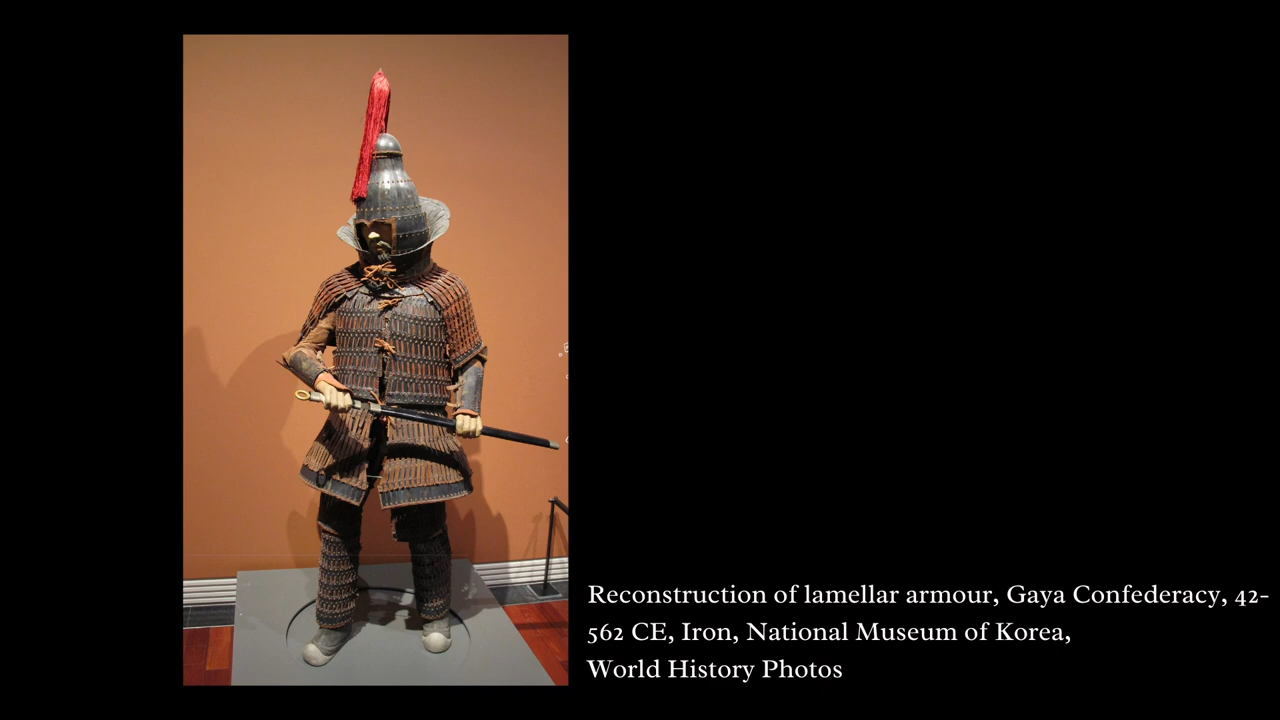 Reconstruction of lamellar armour, Gaya Confederacy, 42-
562 CE, Iron, National Museum of Korea,
World History Photos